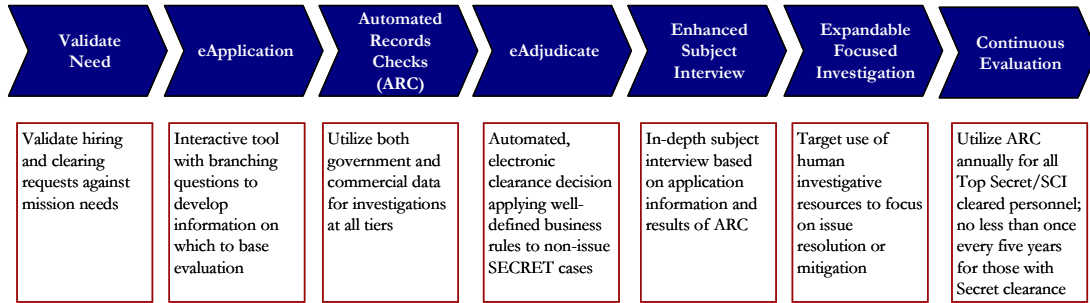 Validate
Need
eApplication
Automated
Records
Checks
(ARC)
eAdjudicate
Enhanced
Subject
Interview
Expandable
Focused
Investigation
Continuous
Evaluation
Validate hiring
and clearing
requests against
mission needs
Interactive tool
with branching
questions to
develop
information on
which to base
evaluation
Utilize both
government and
commercial data
for investigations
at all tiers
Automated,
electronic
clearance decision
applying well-
defined business
rules to non-issue
SECRET cases
In-depth subject
interview based
on application
information and
results of ARC
Target use of
human
investigative
resources to focus
on issue
resolution or
mitigation
Utilize ARC
annually for all
Top Secret/SCI
cleared personnel;
no less than once
every five years
for those with
Secret clearance